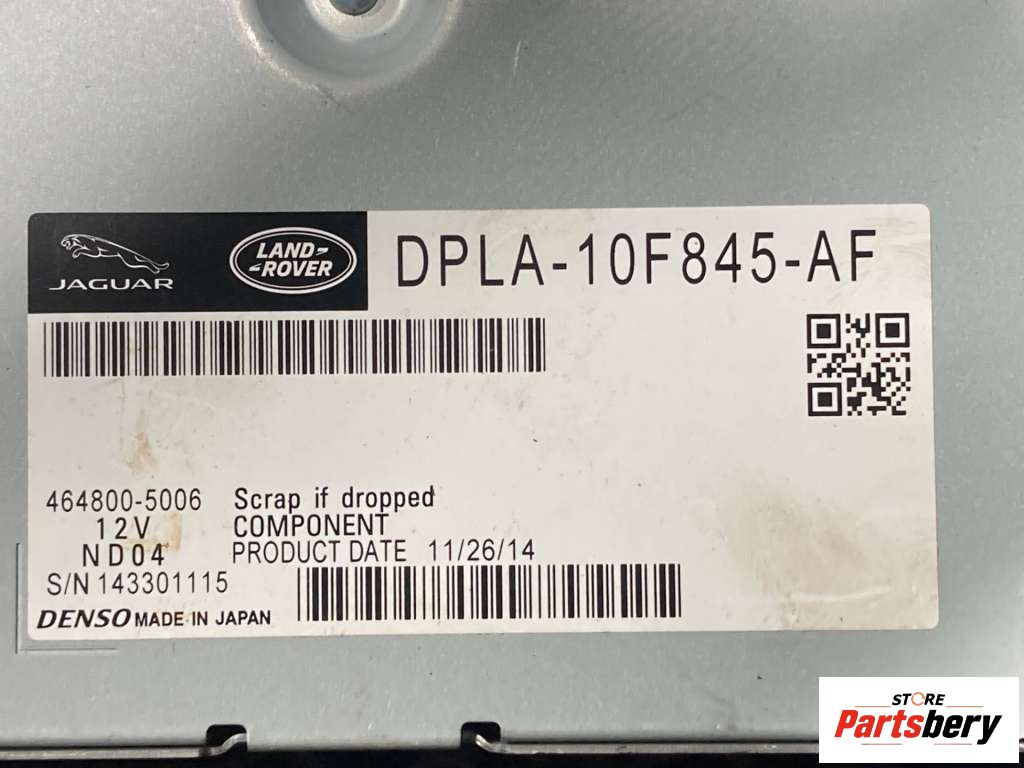 JAGUAR
LAND-
-ROVER
DPLA-10F845-AF
464800-5006 Scrap if dropped
12V COMPONENT
ND04 PRODUCT DATE 11/26/14
S/N 143301115
DENSO MADE IN JAPAN
STORE
Partsbery